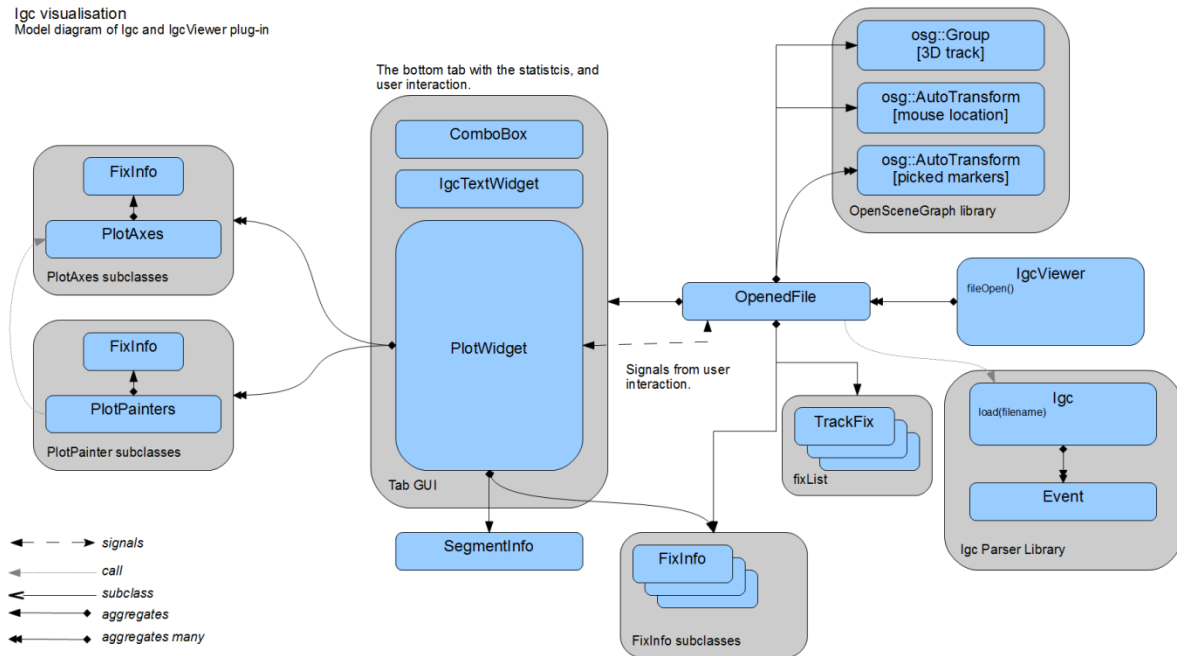 Igc visualisation
Model diagram of Igc and IgcViewer plug-in
The bottom tab with the statistcis, and
user interaction.
ComboBox
IgcTextWidget
PlotWidget
Tab GUI
FixInfo
PlotAxes
PlotAxes subclasses
FixInfo
PlotPainters
PlotPainter subclasses
osg::Group
[3D track]
osg::AutoTransform
[mouse location]
osg::AutoTransform
[picked markers]
OpenSceneGraph library
OpenedFile
IgcViewer
fileOpen()
Signals from user
interaction.
TrackFix
fixList
Igc
load(filename)
Event
Igc Parser Library
SegmentInfo
FixInfo
FixInfo subclasses
signals
call
subclass
aggregates
aggregates many